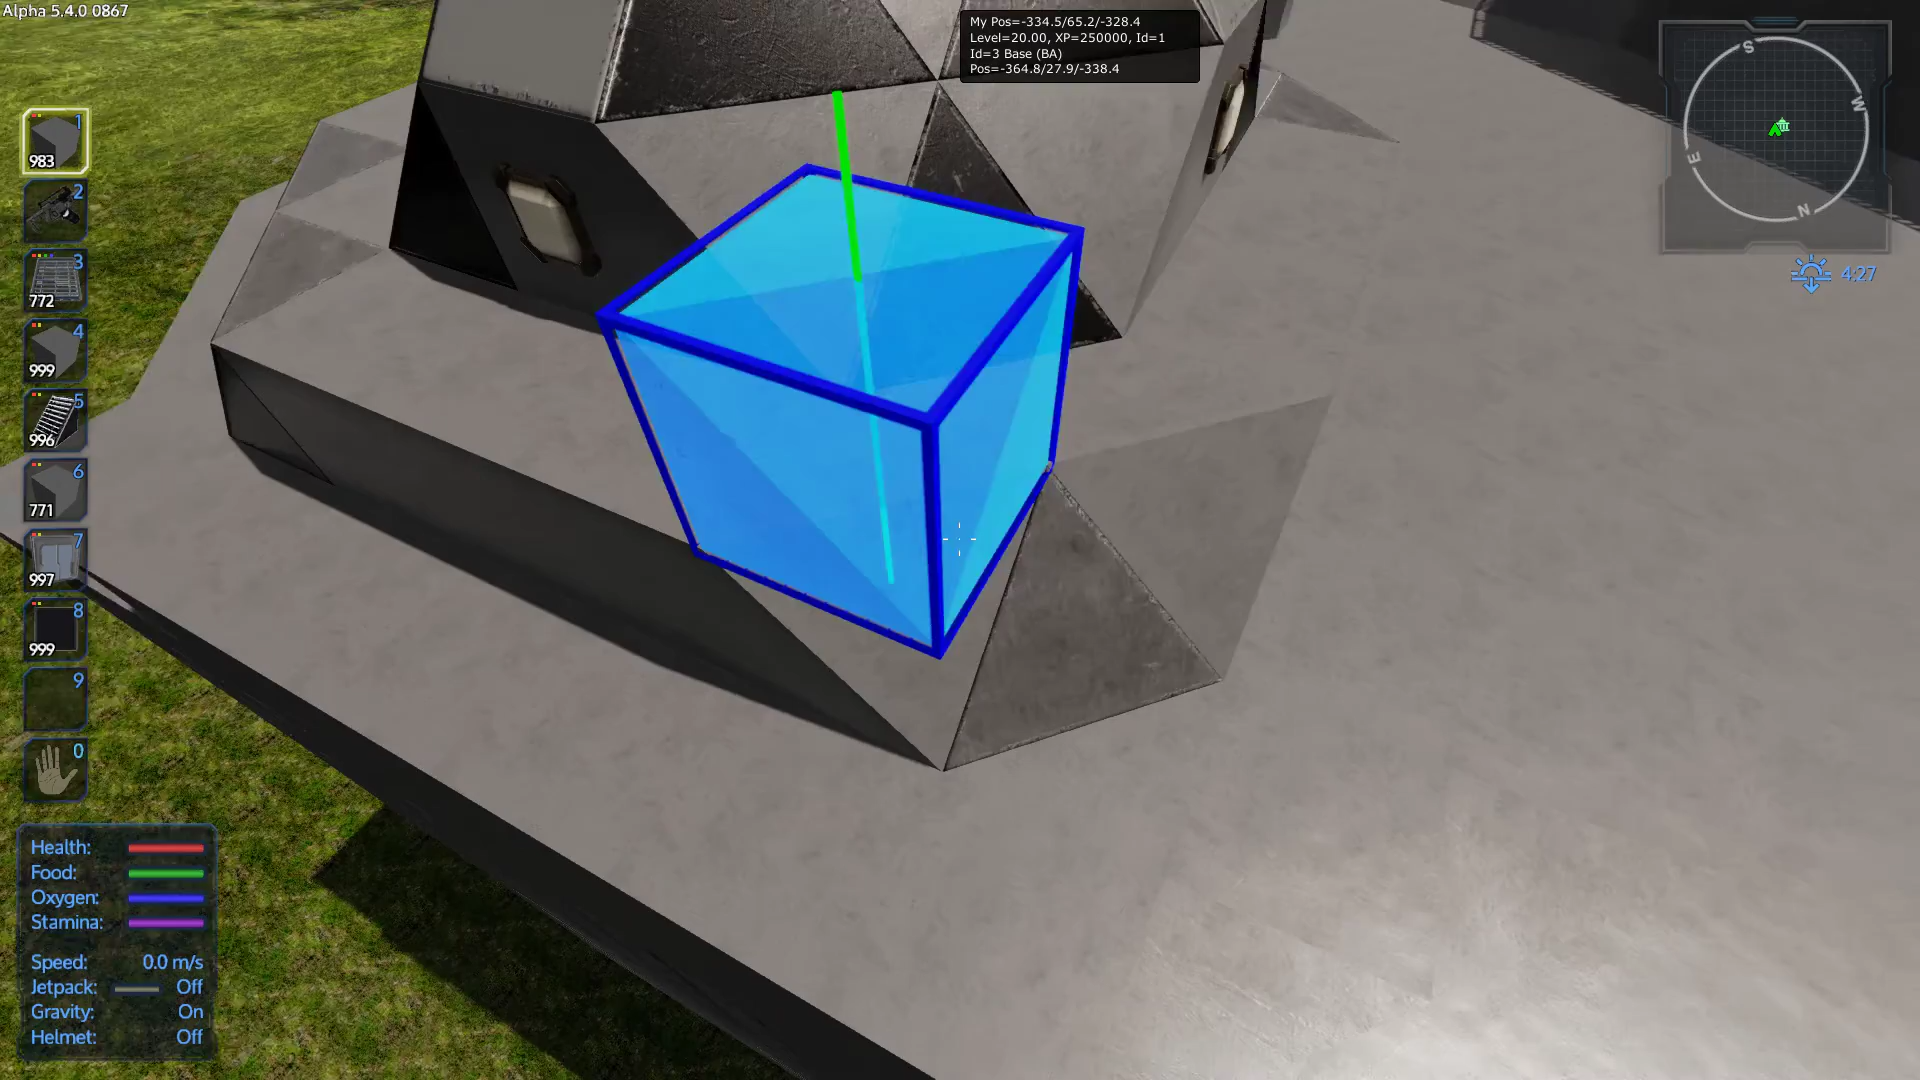 Alpha 5.4.0 0867
My Pos=-334.5/65.2/-328.4
Level=20.00, XP=250000, Id=1
Id=3 Base (BA)
Pos=-364.8/27.9/-338.4
S
W
E
N
4:27
1
983
2
3
772
4
999
5
996
6
771
7
997
8
999
9
0
Health:
Food:
Oxygen:
Stamina:
Speed: 0.0 m/s
Jetpack: Off
Gravity: On
Helmet: Off